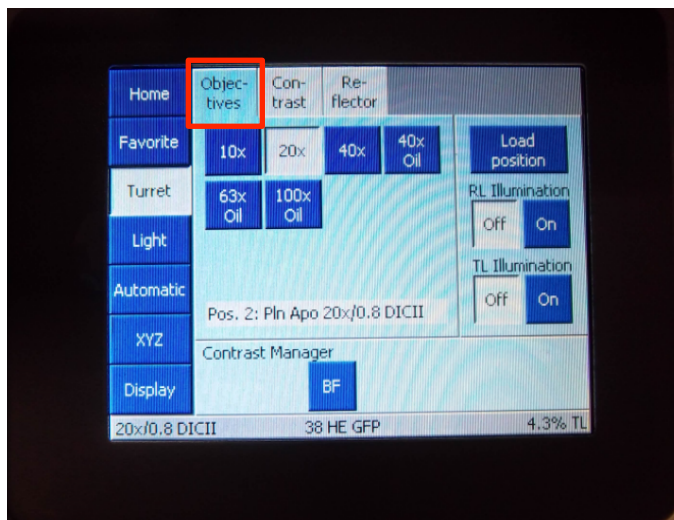 Home
Favorite
Turret
Light
Automatic
XYZ
Display
Objec-
tives
Con-
trast
Re-
flector
10x
20x
40x
40x
Oil
63x
Oil
100x
Oil
Pos. 2: Pln Apo 20x/0.8 DICII
Load
position
RL Illumination
Off On
TL Illumination
Off On
Contrast Manager
BF
20x/0.8 DICII 38 HE GFP 4.3% TL